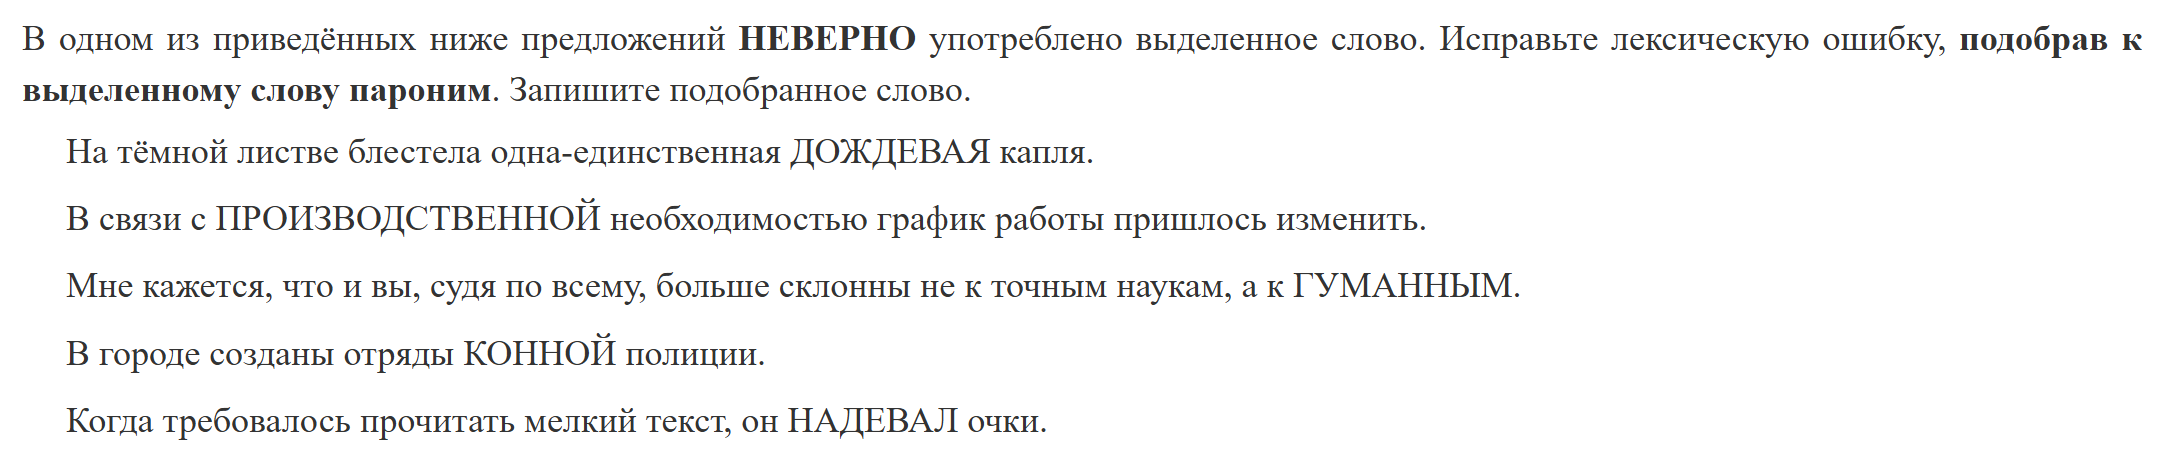 В одном из приведённых ниже предложений НЕВЕРНО употреблено выделенное слово. Исправьте лексическую ошибку, подобрав к
выделенному слову пароним. Запишите подобранное слово.
На тёмной листве блестела одна-единственная ДОЖДЕВАЯ капля.
В связи с ПРОИЗВОДСТВЕННОЙ необходимостью график работы пришлось изменить.
Мне кажется, что и вы, судя по всему, больше склонны не к точным наукам, а к ГУМАННЫМ.
В городе созданы отряды КОННОЙ полиции.
Когда требовалось прочитать мелкий текст, он НАДЕВАЛ очки.